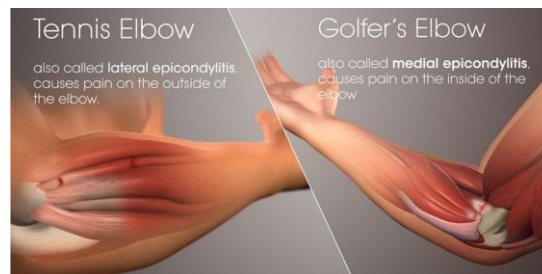 Tennis Elbow
also called lateral epicondylitis,
causes pain on the outside of
the elbow.
Golfer's Elbow
also called medial epicondylitis,
causes pain on the inside of the
elbow